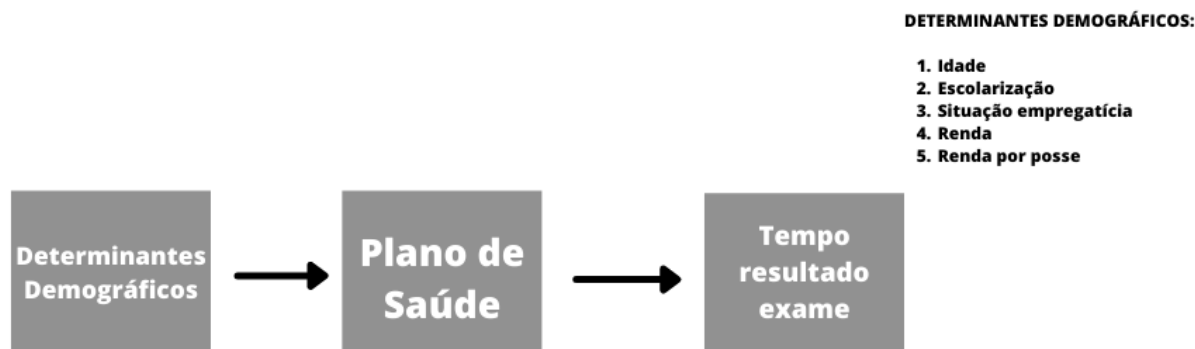 DETERMINANTES DEMOGRÁFICOS:
1. Idade
2. Escolarização
3. Situação empregatícia
4. Renda
5. Renda por posse
Determinantes
Demográficos
Plano de
Saúde
Tempo
resultado
exame